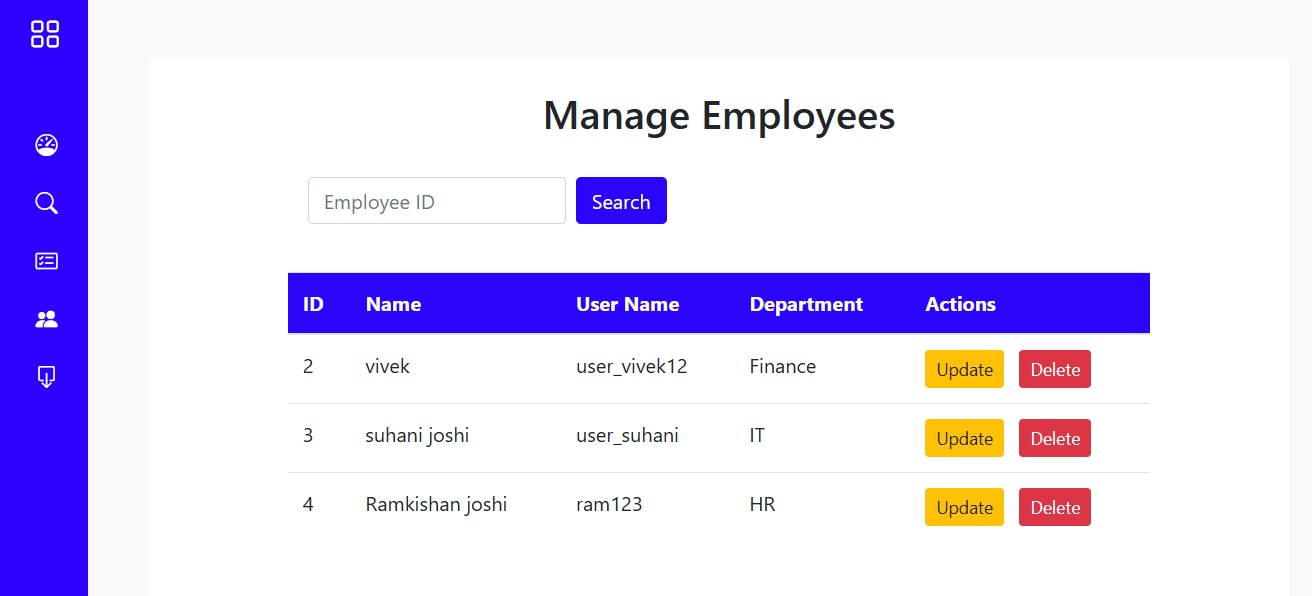 Manage Employees
Employee ID Search
ID Name User Name Department Actions
2 vivek user_vivek12 Finance Update Delete
3 suhani joshi user_suhani IT Update Delete
4 Ramkishan joshi ram123 HR Update Delete